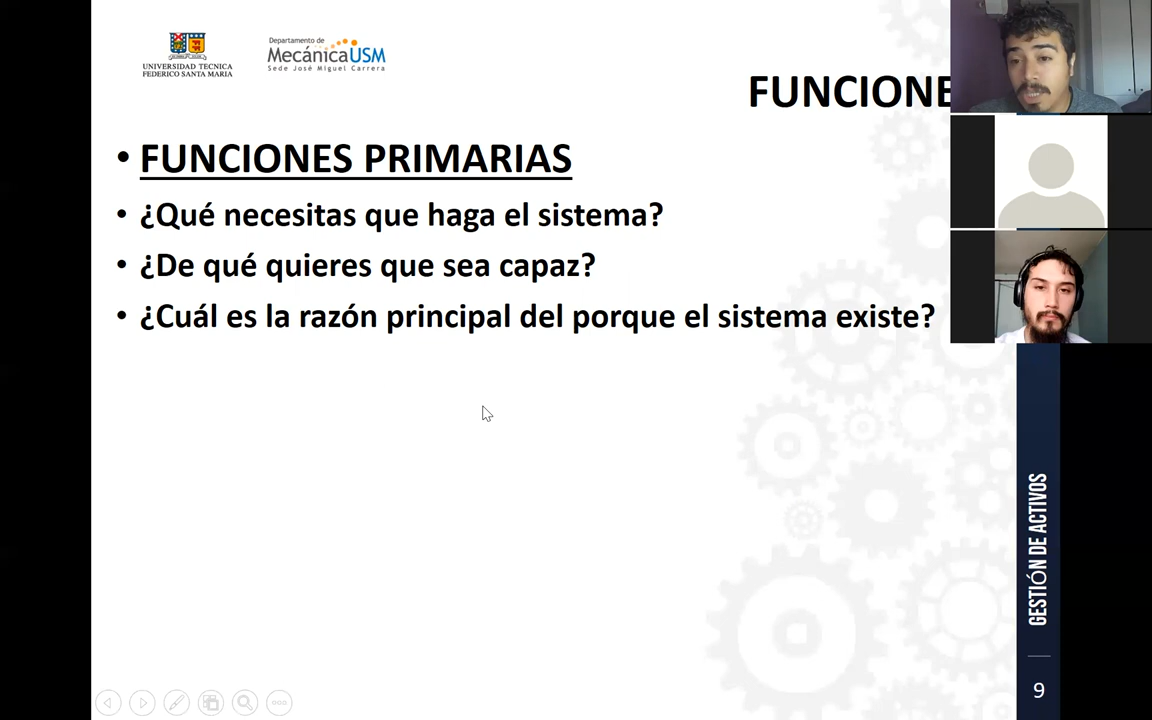 UNIVERSIDAD TECNICA
FEDERICO SANTA MARIA
Departamento de
MecánicaUSM
Sede José Miguel Carrera
FUNCIONE
• FUNCIONES PRIMARIAS
• ¿Qué necesitas que haga el sistema?
• ¿De qué quieres que sea capaz?
• ¿Cuál es la razón principal del porque el sistema existe?
GESTIÓN DE ACTIVOS
9